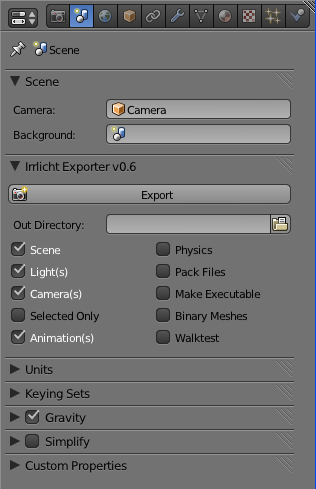 Scene
Scene
Camera: Camera
Background:
Irrlicht Exporter v0.6
Export
Out Directory:
Scene Physics
Light(s) Pack Files
Camera(s) Make Executable
Selected Only Binary Meshes
Animation(s) Walktest
Units
Keying Sets
Gravity
Simplify
Custom Properties